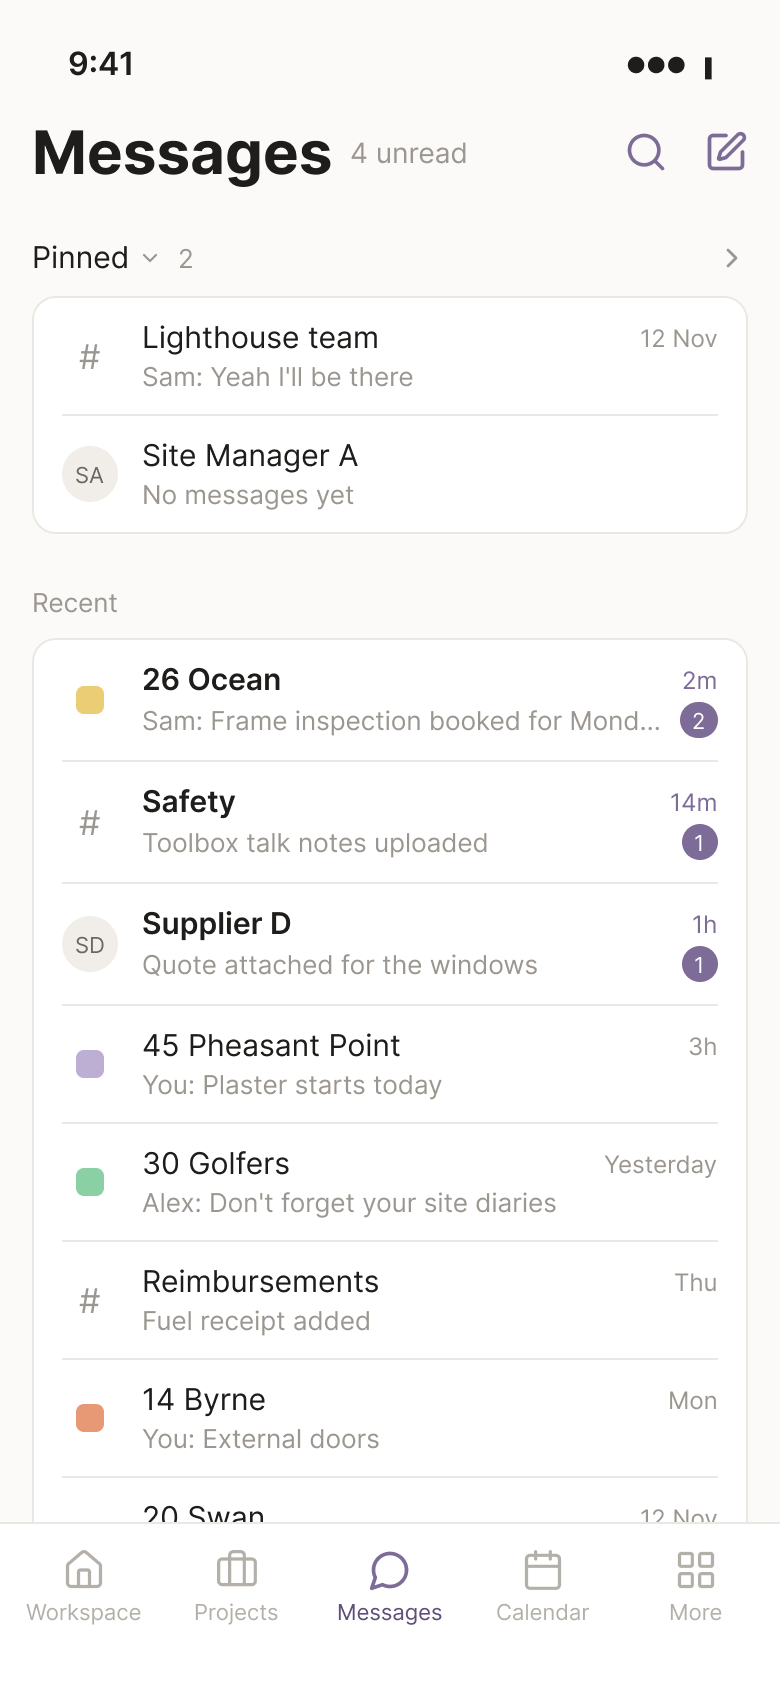 9:41
Messages 4 unread
Pinned 2
# Lighthouse team 12 Nov
Sam: Yeah I'll be there
SA Site Manager A
No messages yet
Recent
26 Ocean 2m
Sam: Frame inspection booked for Mond... 2
# Safety 14m
Toolbox talk notes uploaded 1
SD Supplier D 1h
Quote attached for the windows 1
45 Pheasant Point 3h
You: Plaster starts today
30 Golfers Yesterday
Alex: Don't forget your site diaries
# Reimbursements Thu
Fuel receipt added
14 Byrne Mon
You: External doors
20 Swan 12 Nov
Workspace Projects Messages Calendar More